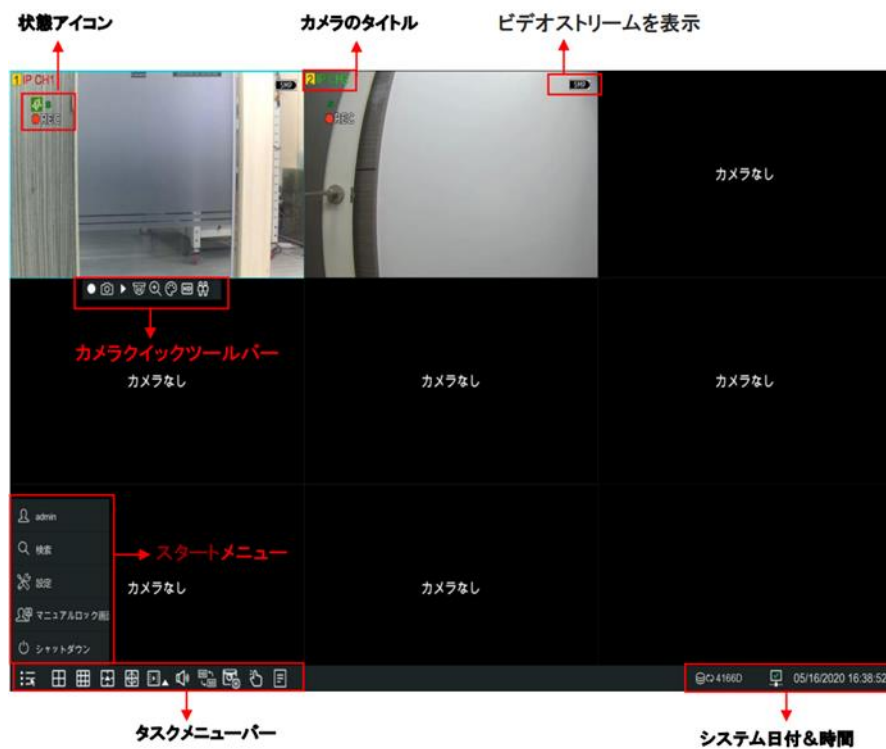 状態アイコン
カメラのタイトル
ビデオストリームを表示
1 IP CH1
5MP
REC
2
5MP
REC
カメラなし
カメラクイックツールバー
HD
カメラなし
カメラなし
カメラなし
admin
検索
設定
マニュアルロック画
シャットダウン
スタートメニュー
カメラなし
カメラなし
4166D
05/16/2020 16:38:52
タスクメニューバー
システム日付&時間